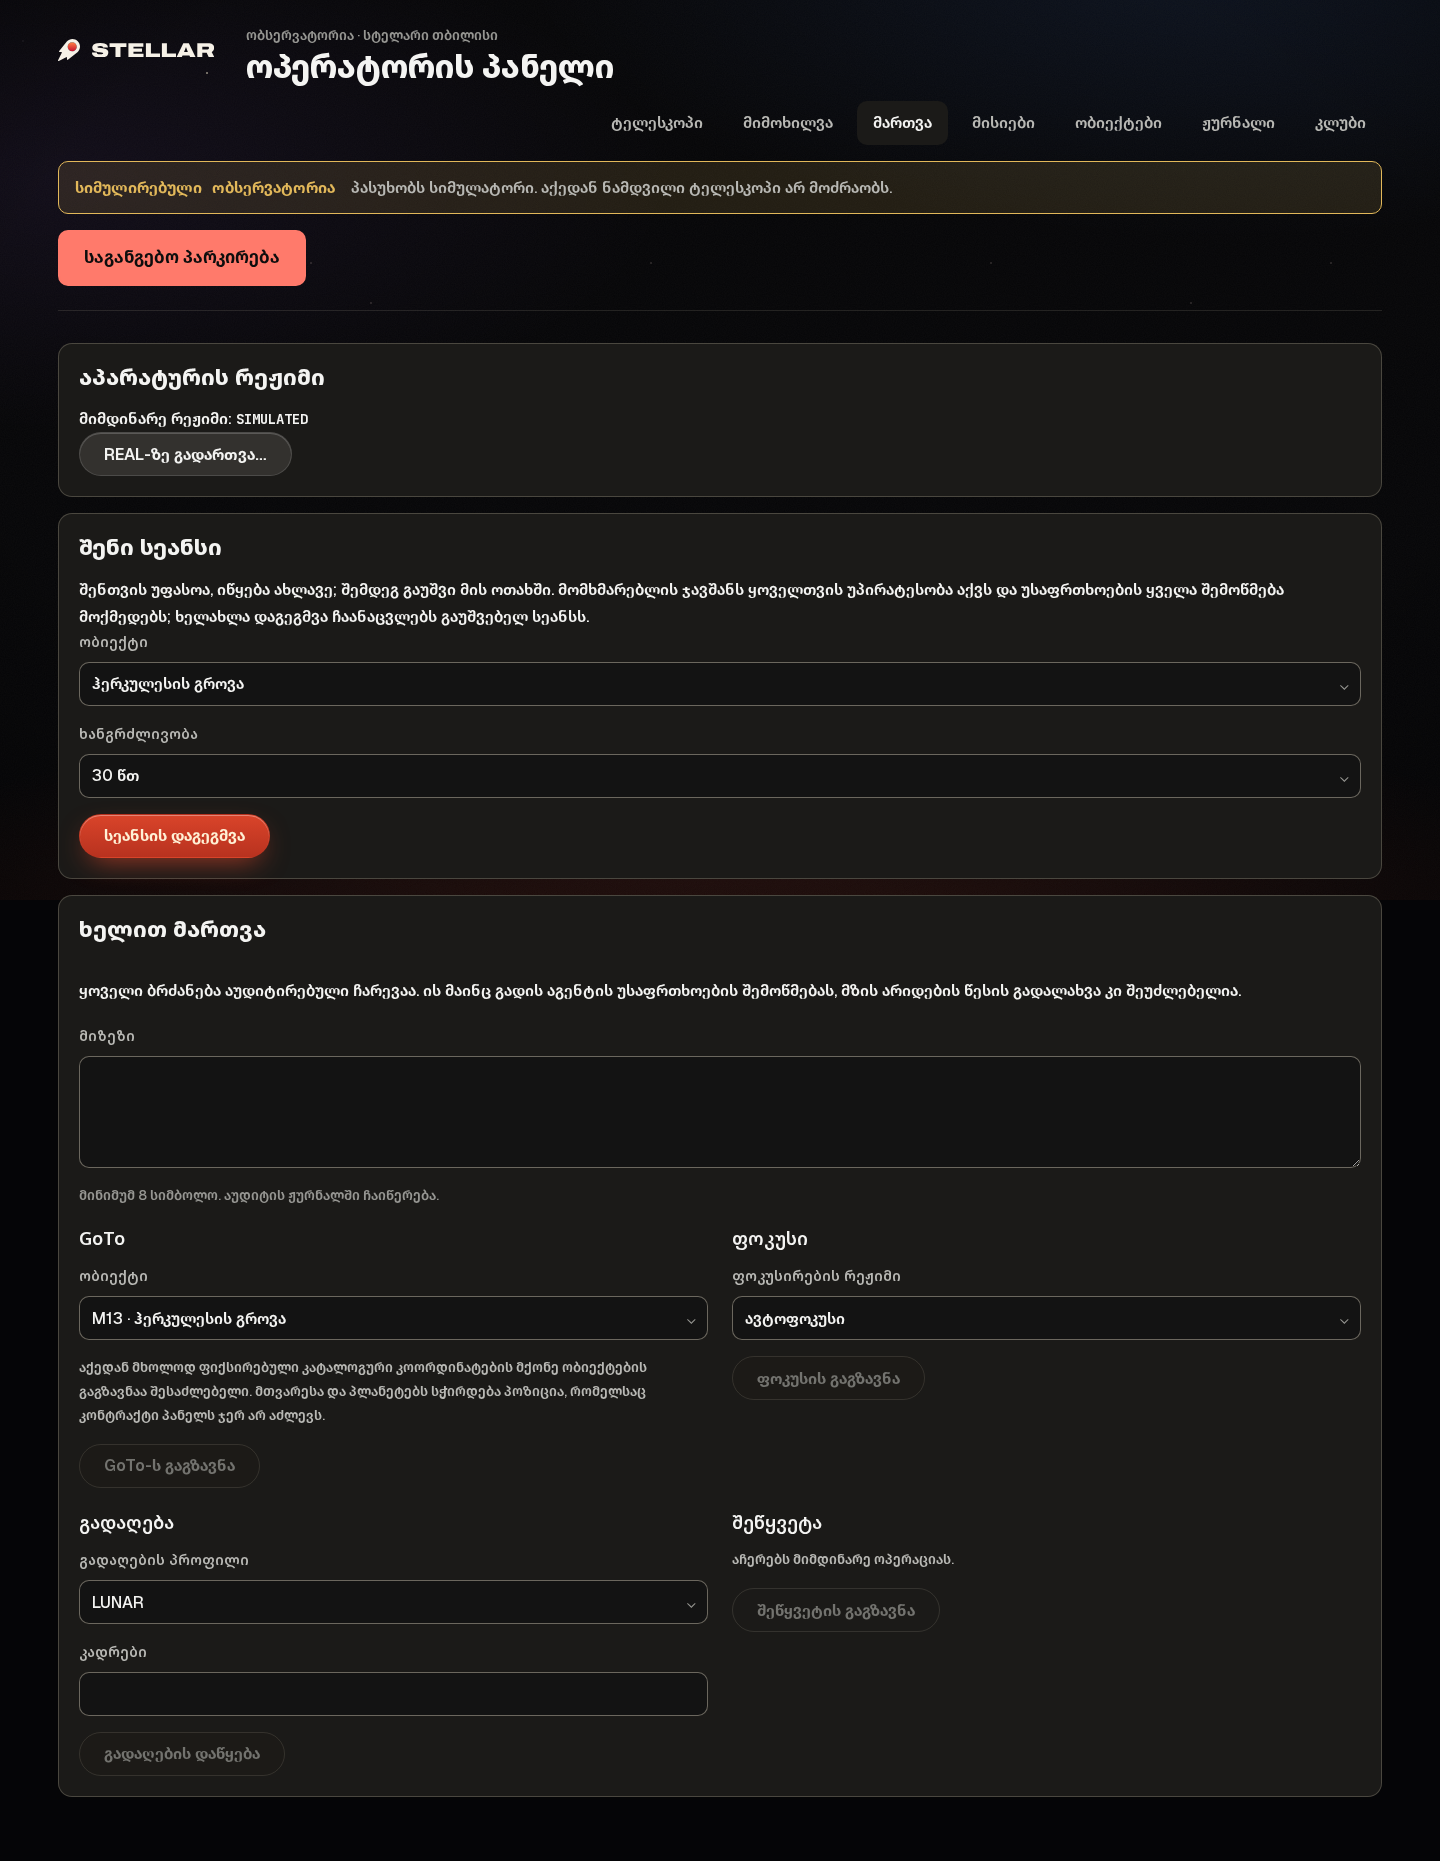 STELLAR
ობსერვატორია · სტელარი თბილისი
ოპერატორის პანელი
ტელესკოპი მიმოხილვა მართვა მისიები ობიექტები ჟურნალი კლუბი
სიმულირებული ობსერვატორია პასუხობს სიმულატორი. აქედან ნამდვილი ტელესკოპი არ მოძრაობს.
საგანგებო პარკირება
აპარატურის რეჟიმი
მიმდინარე რეჟიმი: SIMULATED
REAL-ზე გადართვა...
შენი სეანსი
შენთვის უფასოა, იწყება ახლავე; შემდეგ გაუშვი მის ოთახში. მომხმარებლის ჯავშანს ყოველთვის უპირატესობა აქვს და უსაფრთხოების ყველა შემოწმება
მოქმედებს; ხელახლა დაგეგმვა ჩაანაცვლებს გაუშვებელ სეანსს.
ობიექტი
ჰერკულესის გროვა
ხანგრძლივობა
30 წთ
სეანსის დაგეგმვა
ხელით მართვა
ყოველი ბრძანება აუდიტირებული ჩარევაა. ის მაინც გადის აგენტის უსაფრთხოების შემოწმებას, მზის არიდების წესის გადალახვა კი შეუძლებელია.
მიზეზი
მინიმუმ 8 სიმბოლო. აუდიტის ჟურნალში ჩაიწერება.
GoTo
ობიექტი
M13 · ჰერკულესის გროვა
აქედან მხოლოდ ფიქსირებული კატალოგური კოორდინატების მქონე ობიექტების
გაგზავნაა შესაძლებელი. მთვარესა და პლანეტებს სჭირდება პოზიცია, რომელსაც
კონტრაქტი პანელს ჯერ არ აძლევს.
GoTo-ს გაგზავნა
ფოკუსი
ფოკუსირების რეჟიმი
ავტოფოკუსი
ფოკუსის გაგზავნა
გადაღება
გადაღების პროფილი
LUNAR
კადრები
გადაღების დაწყება
შეწყვეტა
აჩერებს მიმდინარე ოპერაციას.
შეწყვეტის გაგზავნა